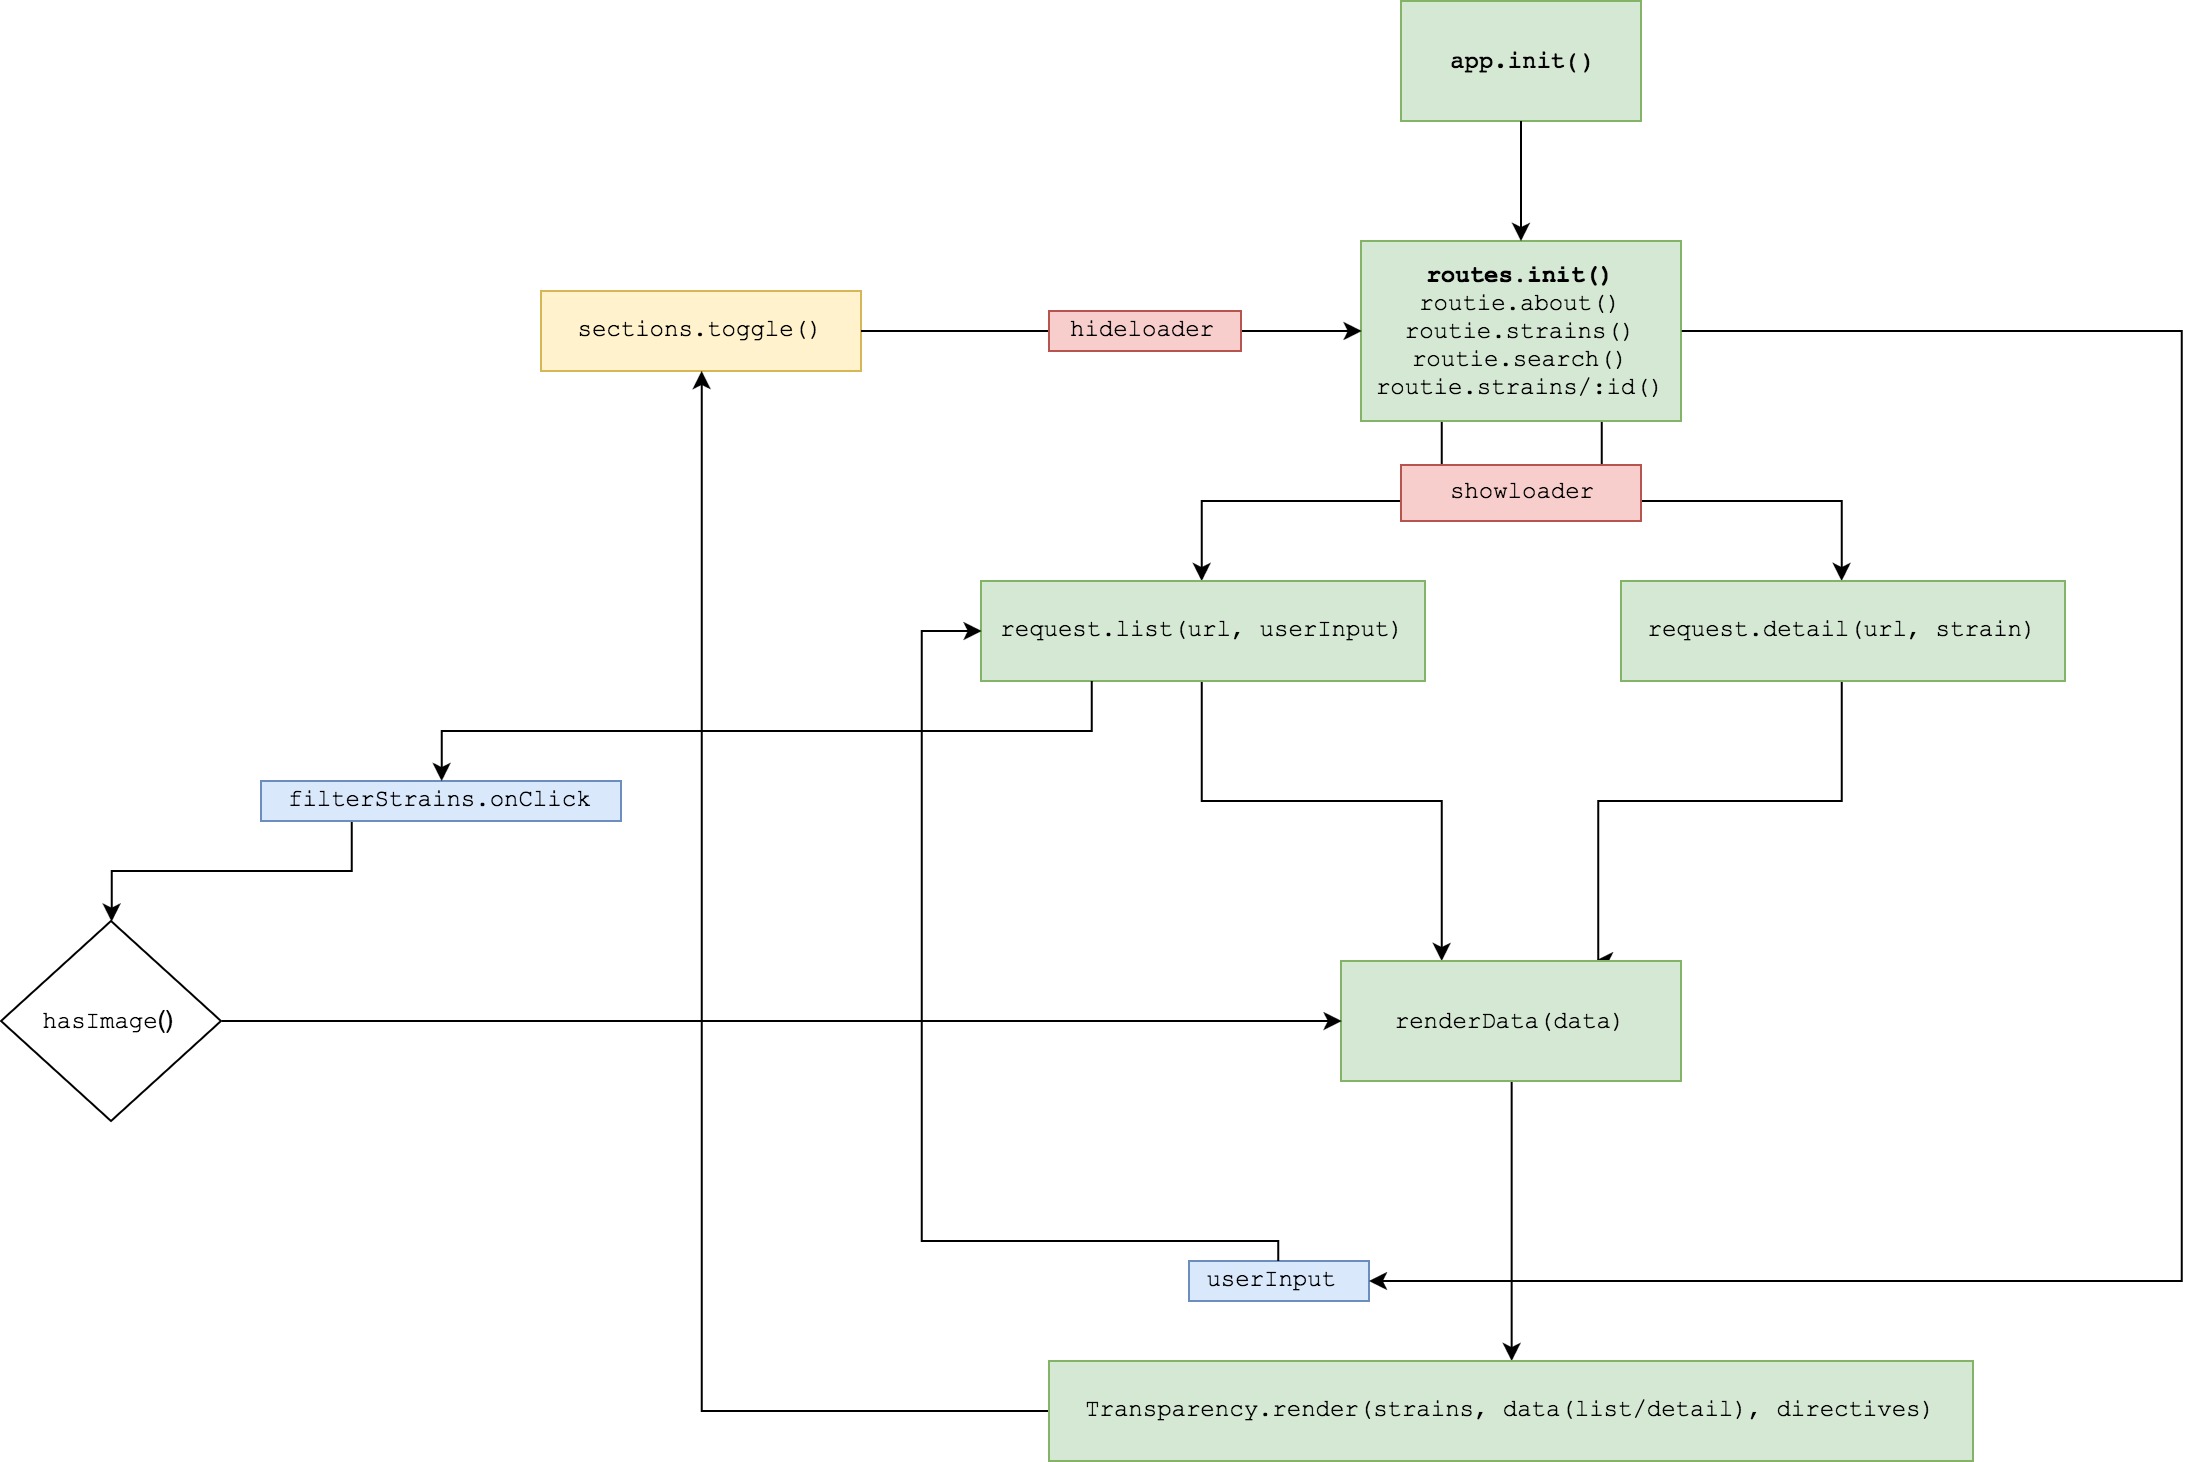 app.init()
routes.init()
routie.about()
routie.strains()
routie.search()
routie.strains/:id()
sections.toggle()
hideloader
showloader
request.list(url, userInput)
request.detail(url, strain)
filterStrains.onClick
hasImage()
renderData(data)
userInput
Transparency.render(strains, data(list/detail), directives)